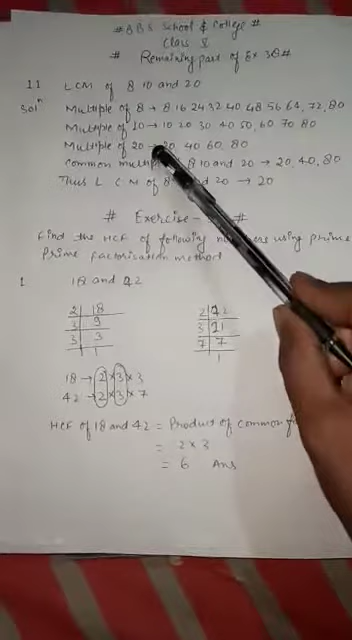 # BBS School & College #
Class 5
# Remaining part of Ex 3B#
11 LCM of 8 10 and 20
Solⁿ Multiple of 8 → 8 16 24 32 40 48 56 64, 72, 80
Multiple of 10 → 10 20 30 40 50, 60 70 80
Multiple of 20 → 20, 40 60, 80
Common 8 10 and 20 → 20, 40, 80
Thus L C M of 8 and 20 → 20
# Exercise- #
Find the HCF of following using prime
prime factorisation method
1 18 and 42
2 18 2 42
3 9 3 21
3 3 7 7
1 1
18 → 2 × 3 × 3
42 → 2 × 3 × 7
HCF of 18 and 42 = Product of common
= 2 × 3
= 6 Ans